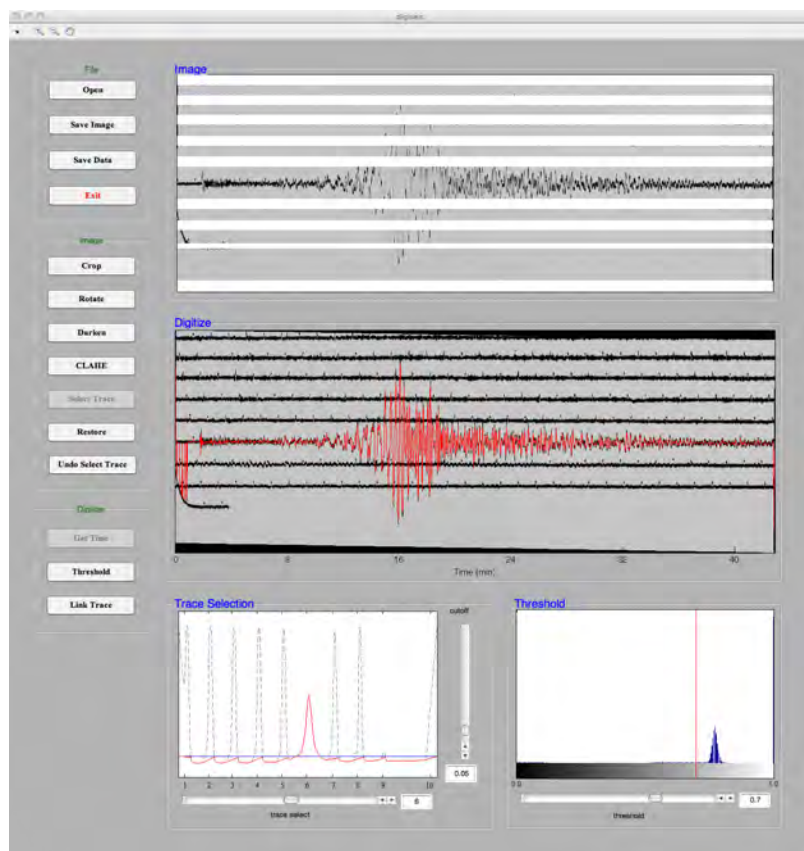 File
Open
Save Image
Save Data
Exit
Image
Crop
Rotate
Darken
CLAHE
Select Trace
Restore
Undo Select Trace
Digitize
Get Time
Threshold
Link Trace
Image
Digitize
0 8 16 24 32 40
Time (min)
Trace Selection
cutoff
0.05
1 2 3 4 5 6 7 8 10
6
trace select
Threshold
0.0 1.0
0.7
threshold